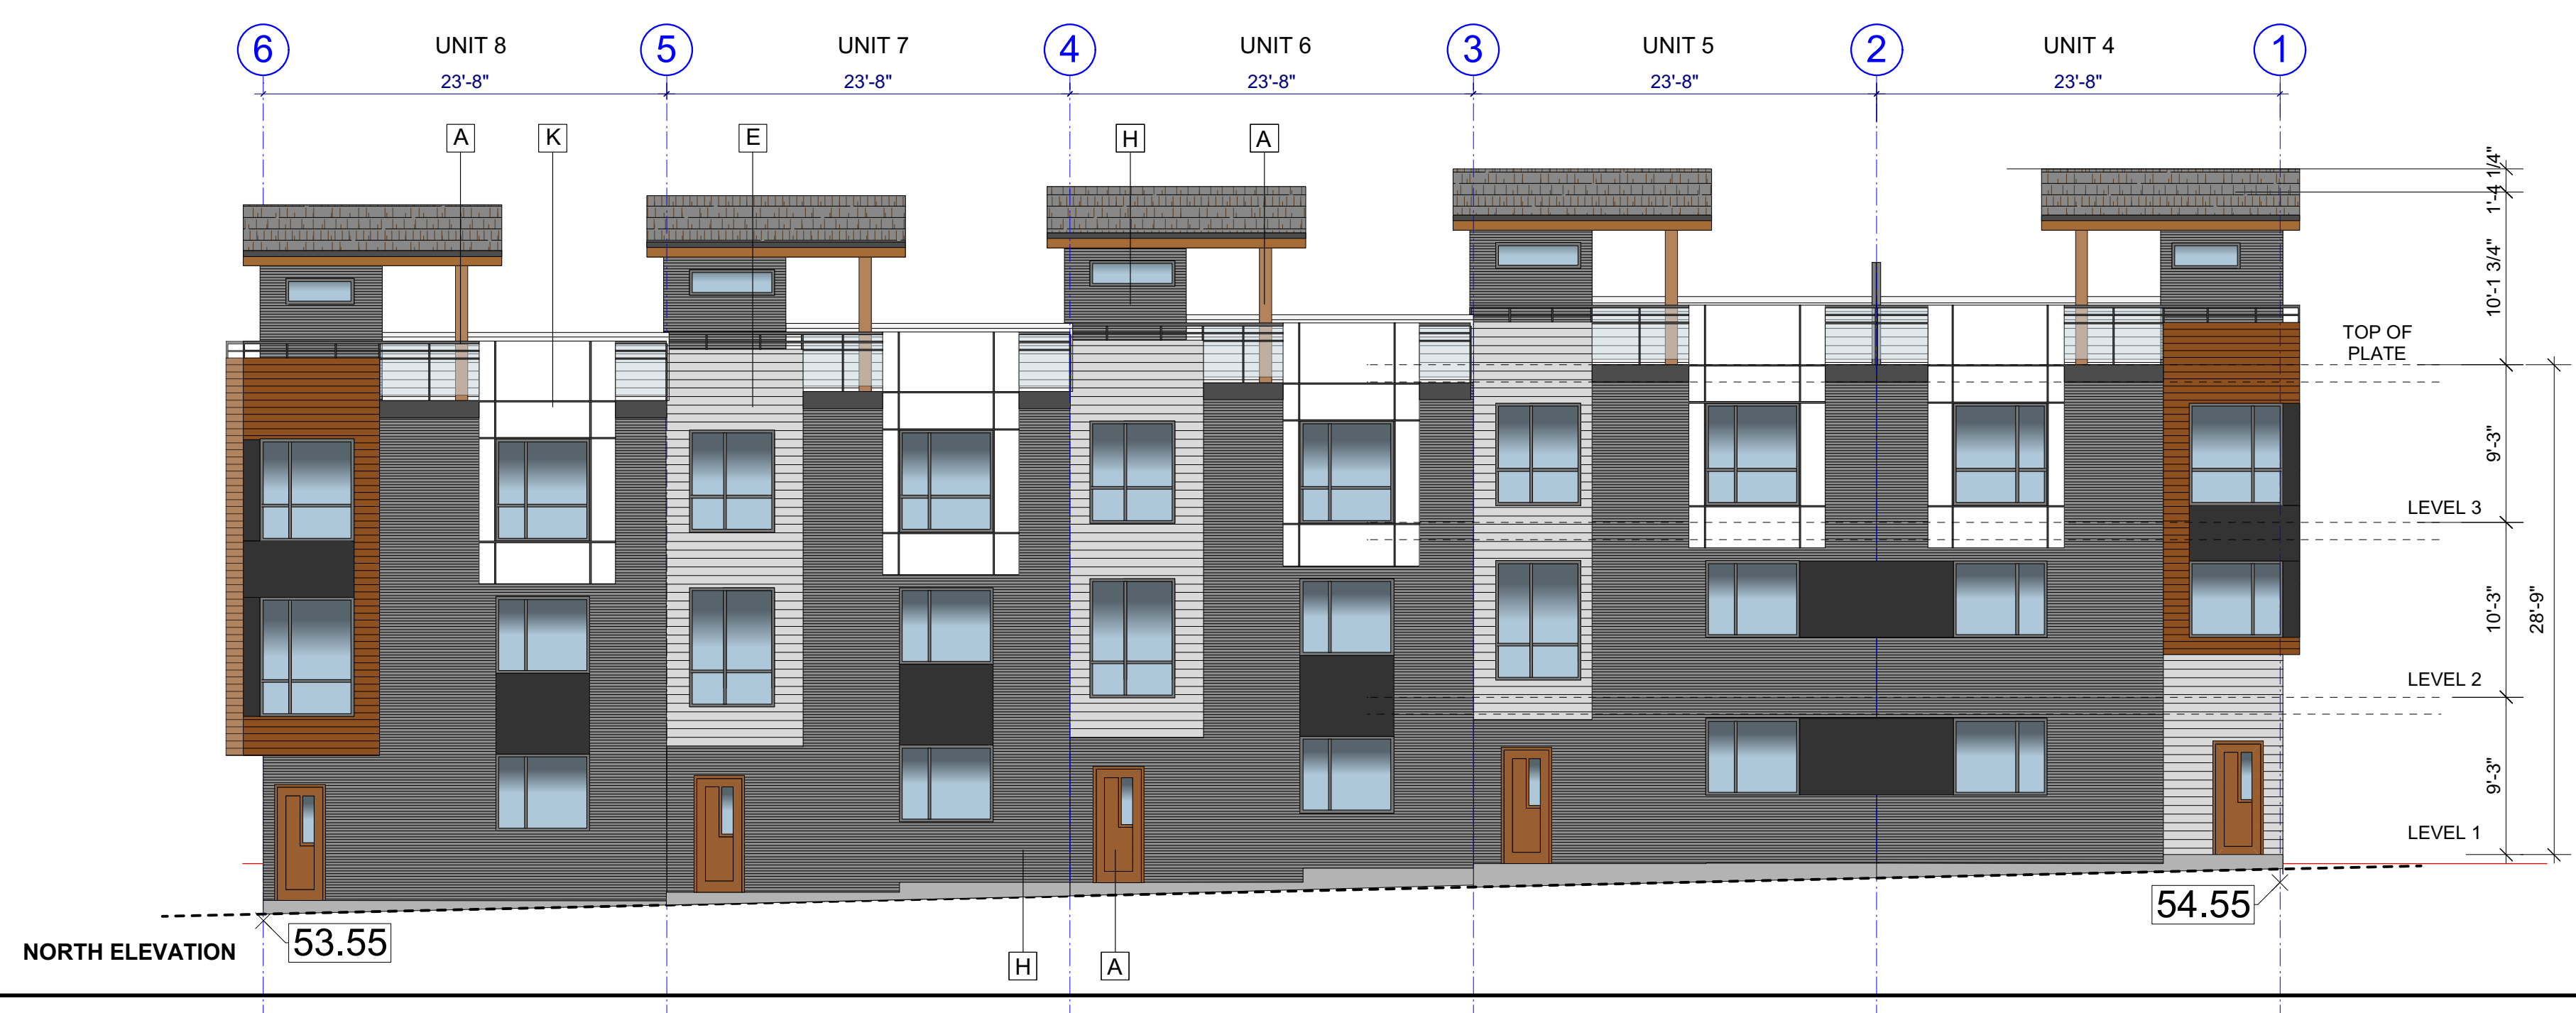 6 UNIT 8 5 UNIT 7 4 UNIT 6 3 UNIT 5 2 UNIT 4 1
23'-8" 23'-8" 23'-8" 23'-8" 23'-8"
A K E H A
1'-4 1/4"
10'-1 3/4"
TOP OF
PLATE
9'-3"
LEVEL 3
10'-3"
28'-9"
LEVEL 2
9'-3"
LEVEL 1
54.55
53.55
NORTH ELEVATION
H A